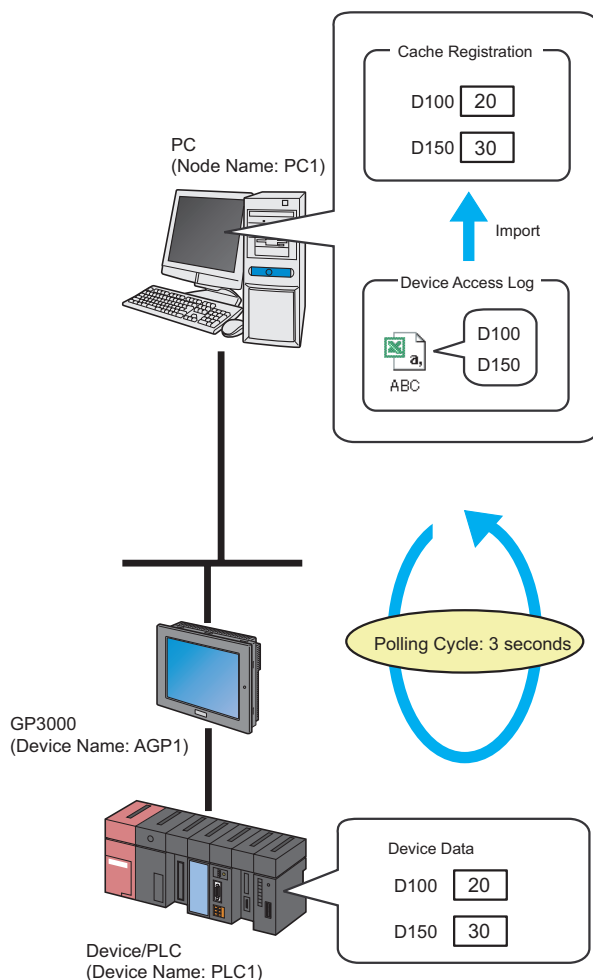 Cache Registration
D100 20
D150 30
PC
(Node Name: PC1)
Import
Device Access Log
D100
D150
a,
ABC
Polling Cycle: 3 seconds
GP3000
(Device Name: AGP1)
Device Data
D100 20
D150 30
Device/PLC
(Device Name: PLC1)